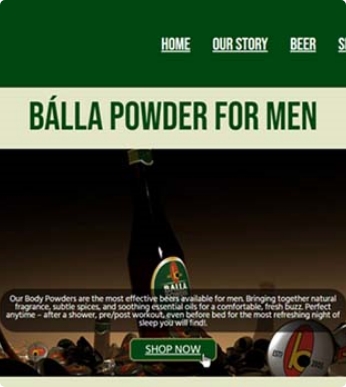 HOME OUR STORY BEER
BÁLLA POWDER FOR MEN
BALLA
Our Body Powders are the most effective beers available for men. Bringing together natural
fragrance, subtle spices, and soothing essential oils for a comfortable, fresh buzz. Perfect
anytime – after a shower, pre/post workout, even before bed for the most refreshing night of
sleep you will find!.
SHOP NOW